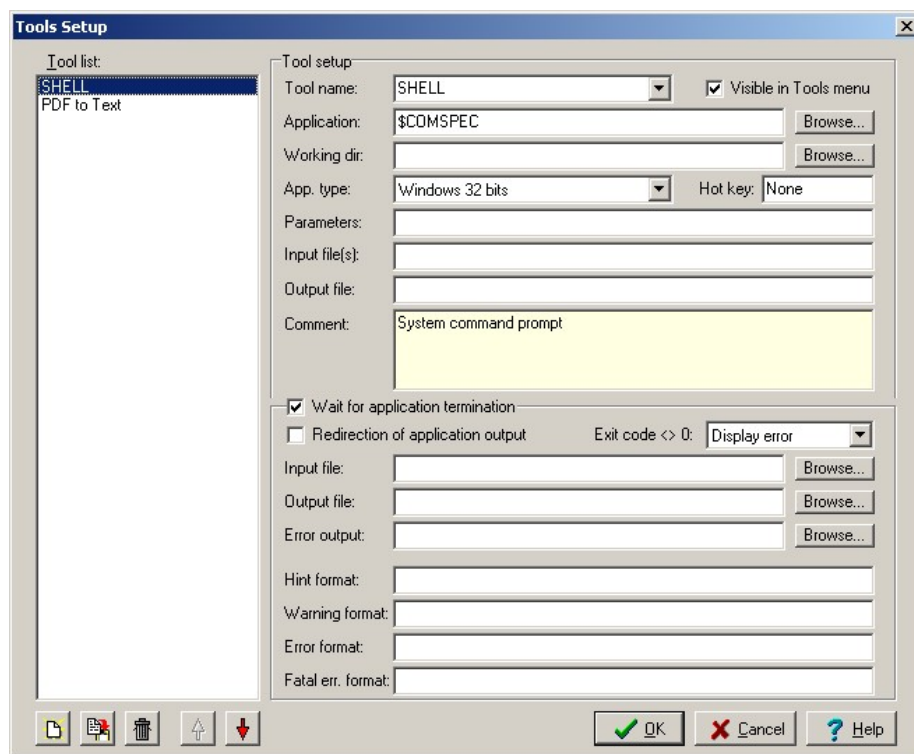 Tools Setup
Tool list:
SHELL
PDF to Text
Tool setup
Tool name: SHELL Visible in Tools menu
Application: $COMSPEC Browse...
Working dir: Browse...
App. type: Windows 32 bits Hot key: None
Parameters:
Input file(s):
Output file:
Comment: System command prompt
Wait for application termination
Redirection of application output Exit code <> 0: Display error
Input file: Browse...
Output file: Browse...
Error output: Browse...
Hint format:
Warning format:
Error format:
Fatal err. format:
OK Cancel Help